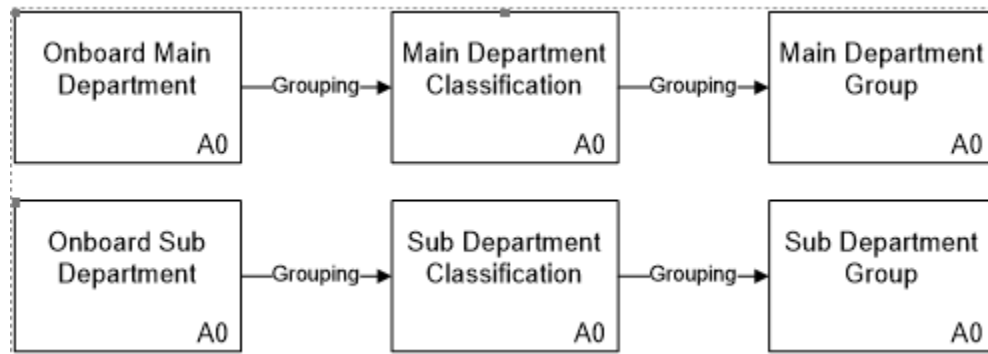 Onboard Main
Department
A0
Grouping
Main Department
Classification
A0
Grouping
Main Department
Group
A0
Onboard Sub
Department
A0
Grouping
Sub Department
Classification
A0
Grouping
Sub Department
Group
A0